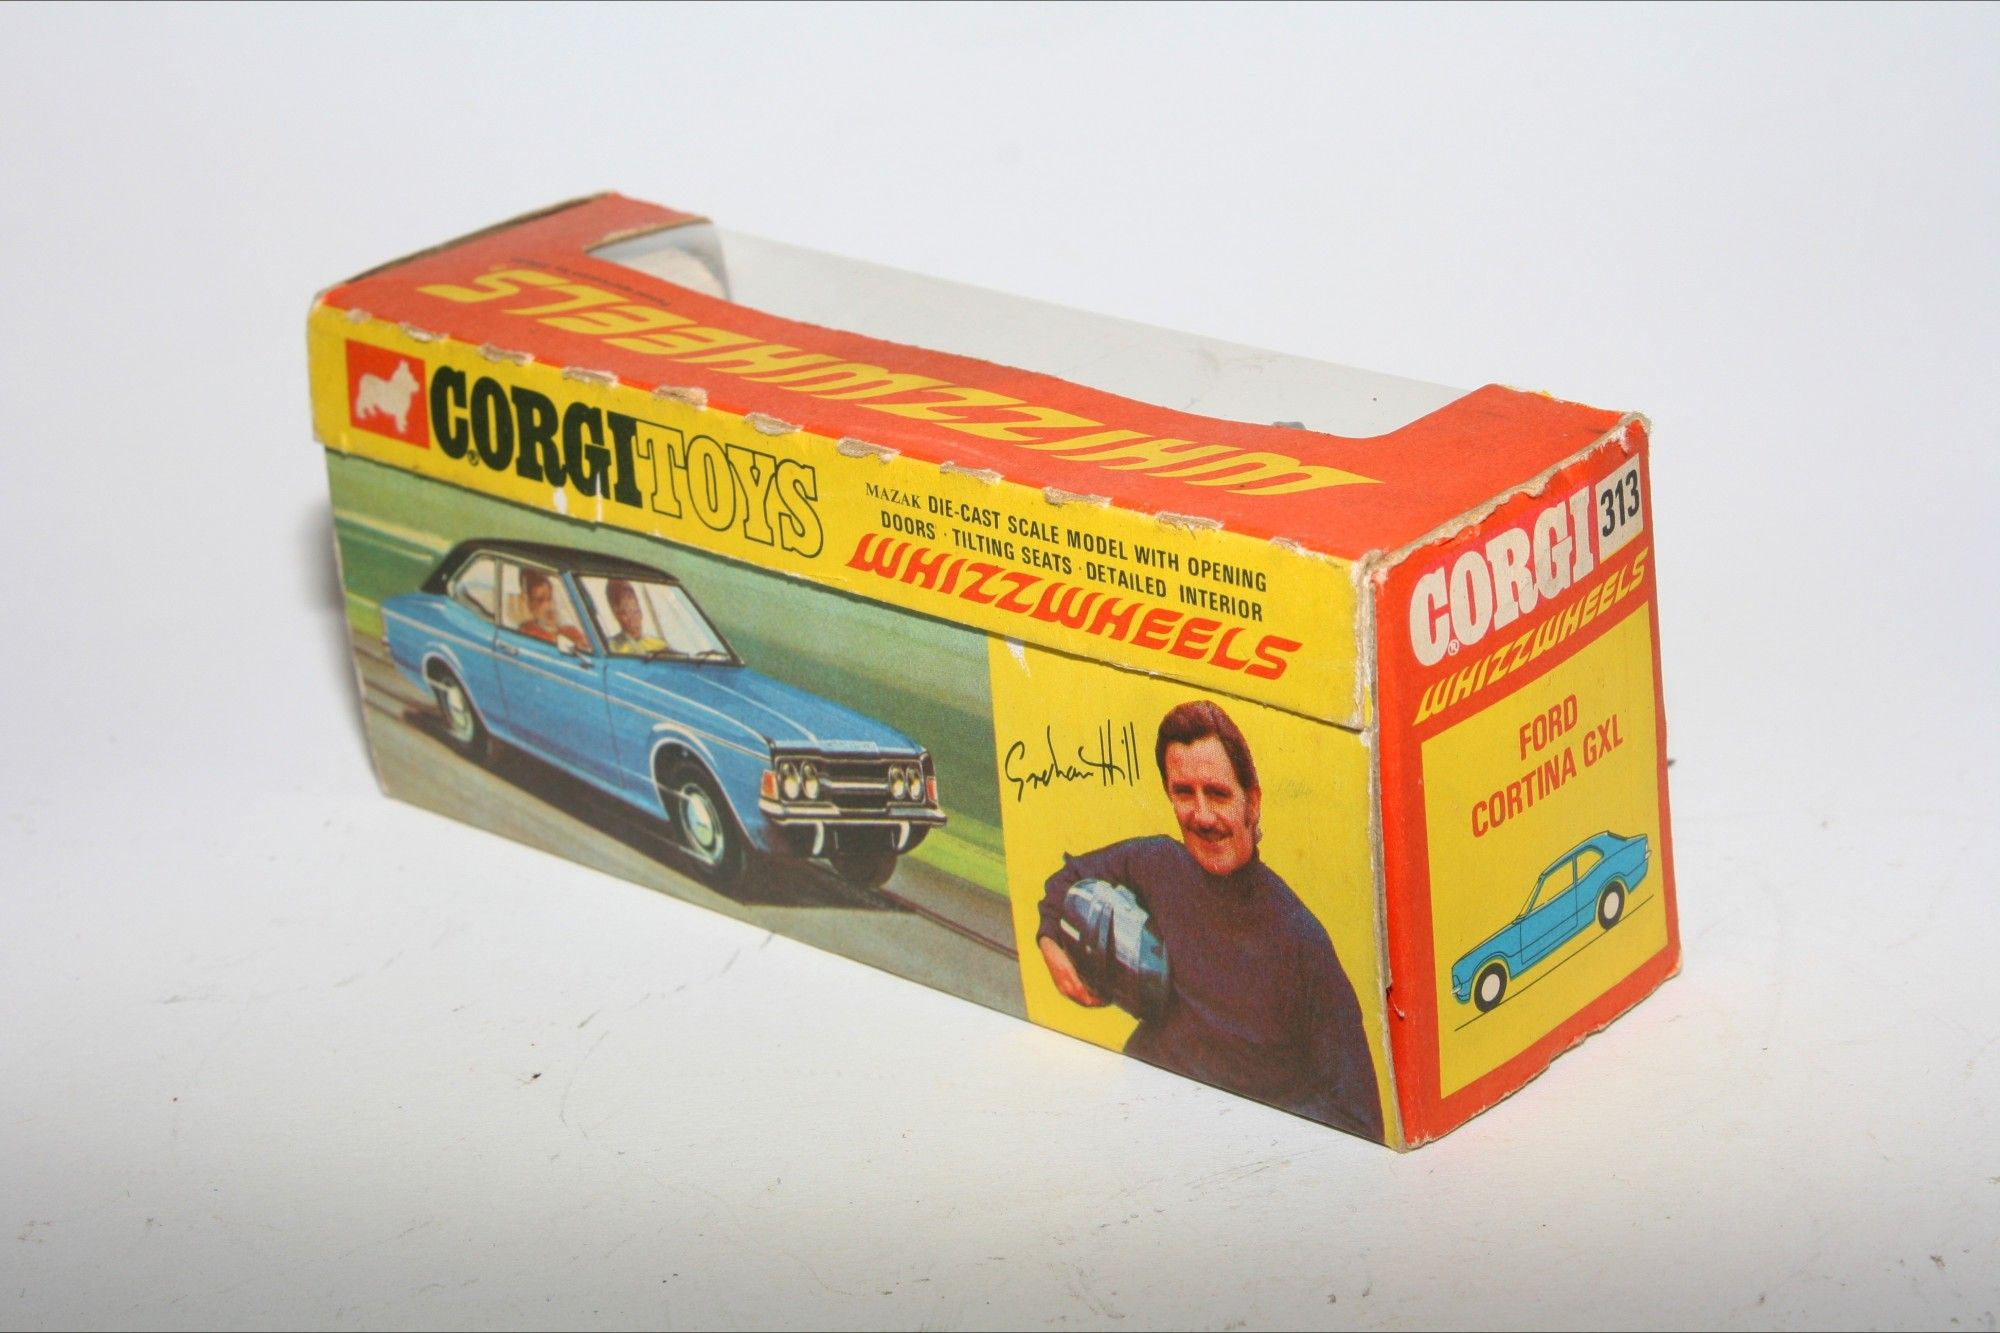 WHIZZWHEELS
CORGI TOYS
MAZAK DIE-CAST SCALE MODEL WITH OPENING
DOORS · TILTING SEATS · DETAILED INTERIOR
WHIZZWHEELS
Graham Hill
CORGI 313
WHIZZWHEELS
FORD
CORTINA GXL